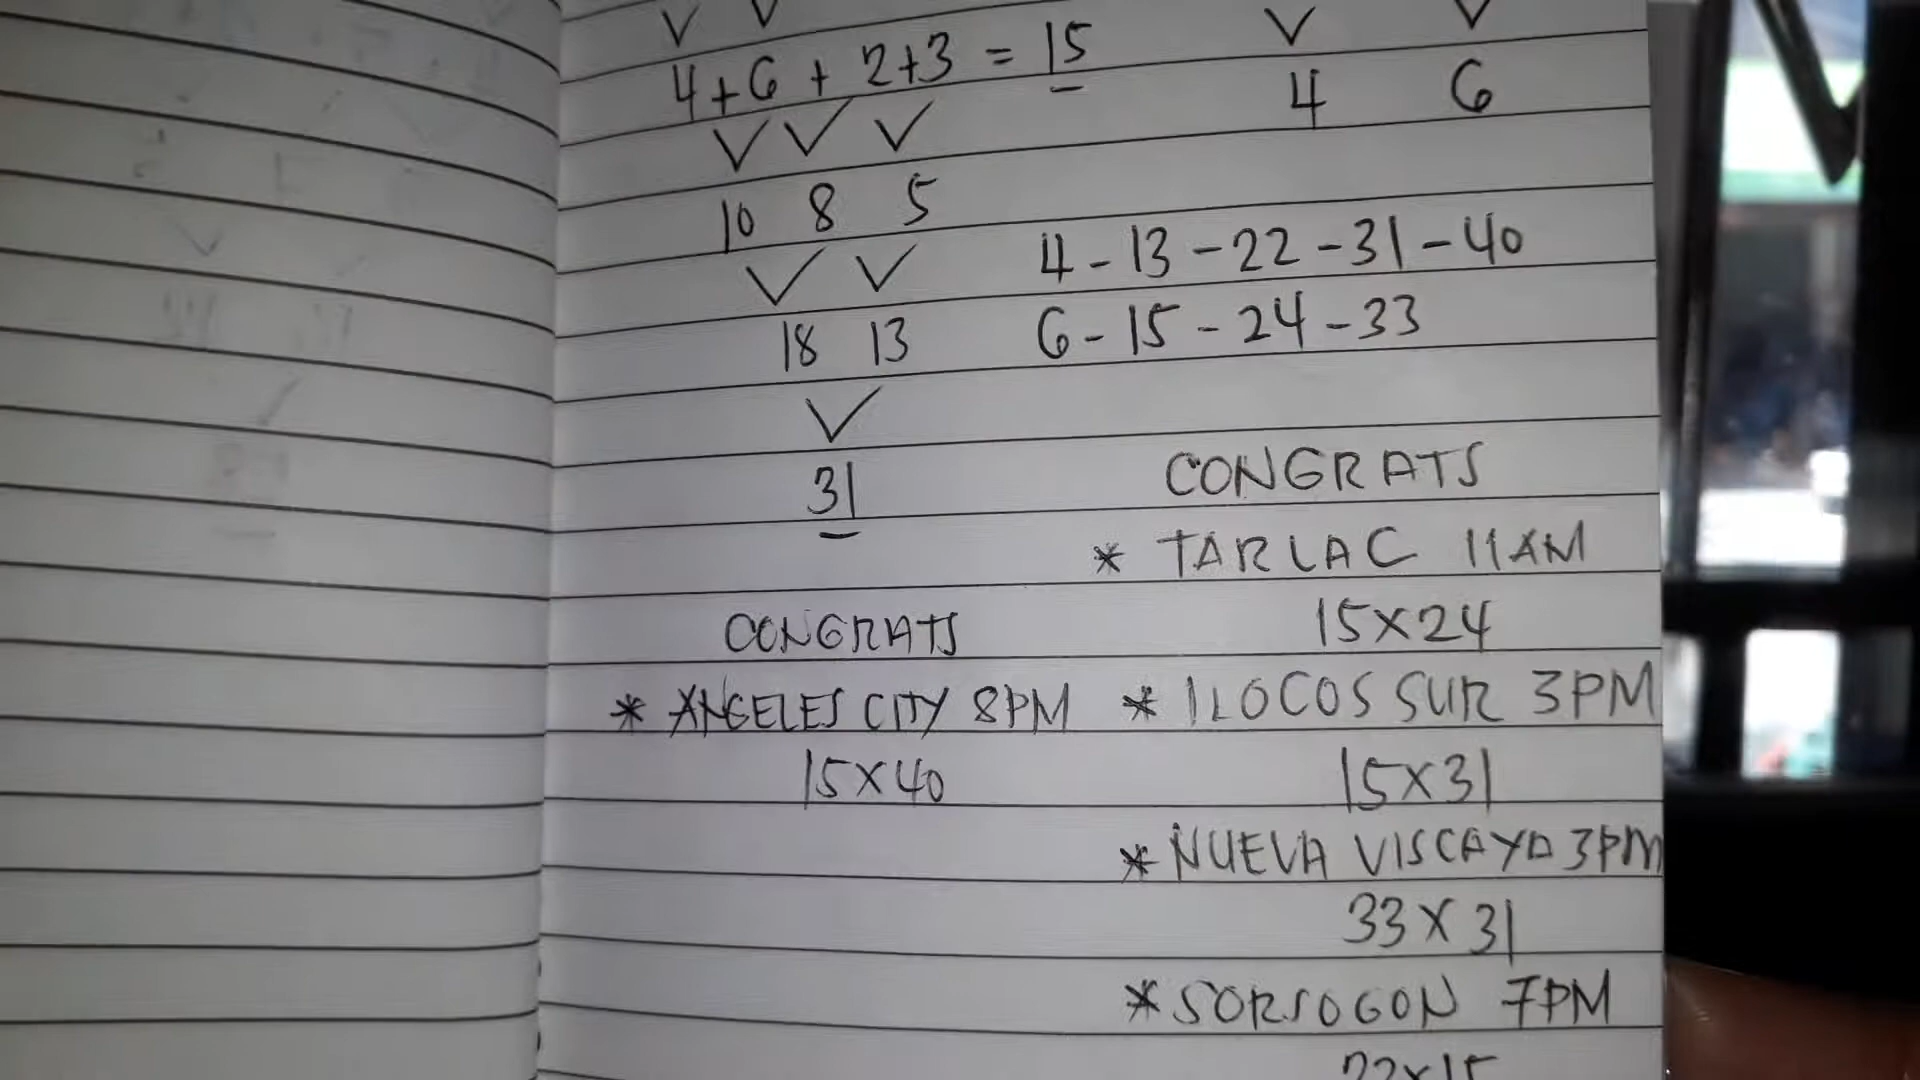 4+6+2+3 = 15
4 6
10 8 5
4-13-22-31-40
18 13
6-15-24-33
31
CONGRATS
* ANGELES CITY 8PM
15X40
CONGRATS
* TARLAC 11AM
15X24
* ILOCOS SUR 3PM
15X31
* NUEVA VISCAYA 3PM
33X31
* SORSOGON 7PM
22X15